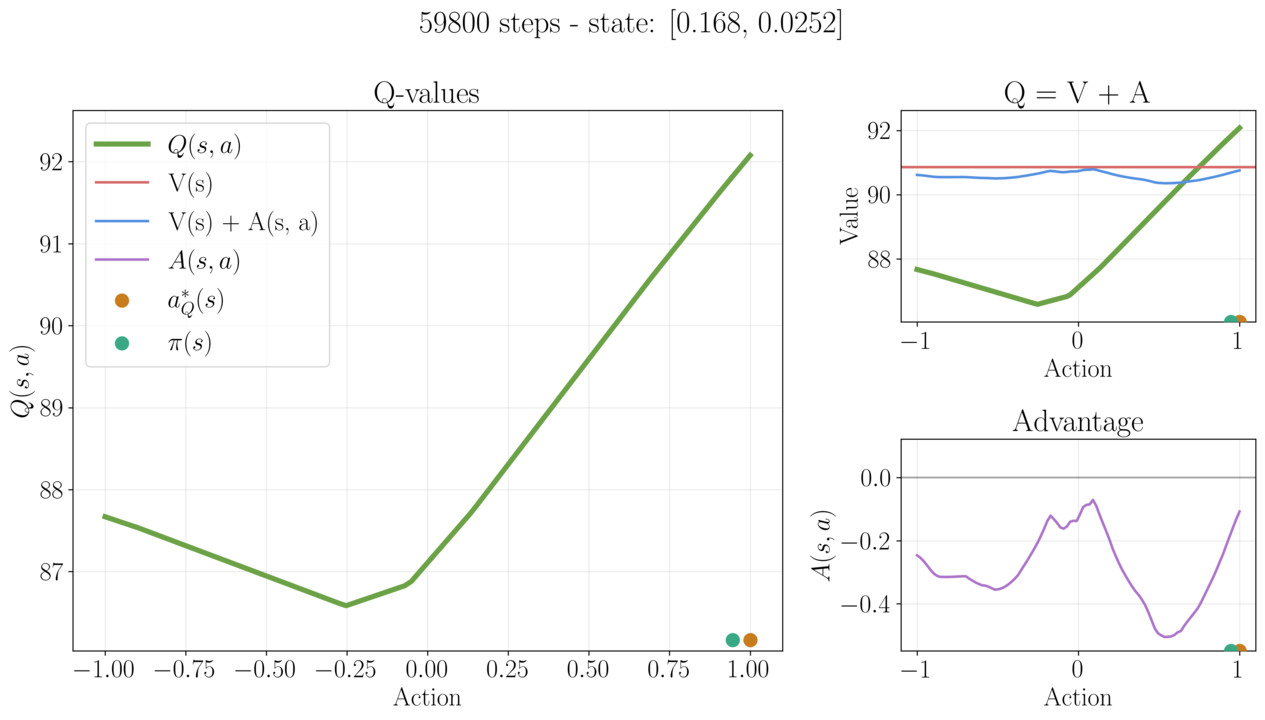 59800 steps - state: [0.168, 0.0252]
Q-values
Q(s, a)
V(s)
V(s) + A(s, a)
A(s, a)
a*_Q(s)
π(s)
92
91
90
89
88
87
Q(s, a)
−1.00 −0.75 −0.50 −0.25 0.00 0.25 0.50 0.75 1.00
Action
Q = V + A
92
90
88
Value
−1 0 1
Action
Advantage
0.0
−0.2
−0.4
A(s, a)
−1 0 1
Action